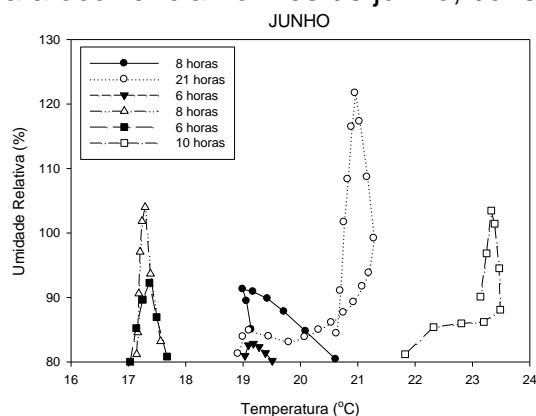 JUNHO
130
120
110
100
90
80
Umidade Relativa (%)
8 horas
21 horas
6 horas
8 horas
6 horas
10 horas
16 17 18 19 20 21 22 23 24
Temperatura (°C)